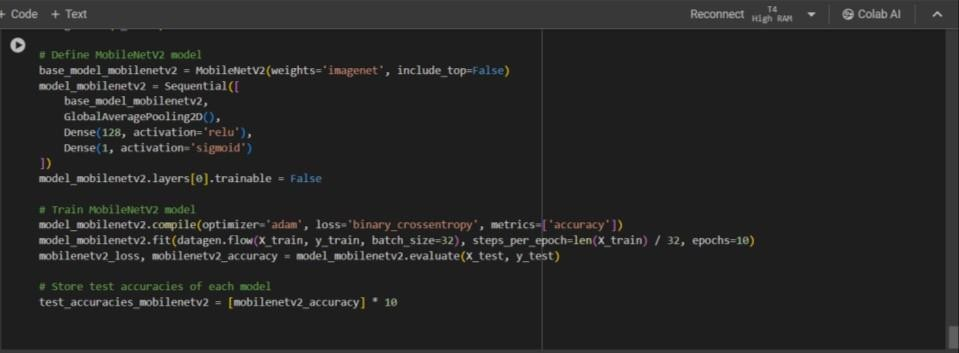 + Code + Text Reconnect T4 High RAM Colab AI
# Define MobileNetV2 model
base_model_mobilenetv2 = MobileNetV2(weights='imagenet', include_top=False)
model_mobilenetv2 = Sequential([
    base_model_mobilenetv2,
    GlobalAveragePooling2D(),
    Dense(128, activation='relu'),
    Dense(1, activation='sigmoid')
])
model_mobilenetv2.layers[0].trainable = False
# Train MobileNetV2 model
model_mobilenetv2.compile(optimizer='adam', loss='binary_crossentropy', metrics=['accuracy'])
model_mobilenetv2.fit(datagen.flow(X_train, y_train, batch_size=32), steps_per_epoch=len(X_train) / 32, epochs=10)
mobilenetv2_loss, mobilenetv2_accuracy = model_mobilenetv2.evaluate(X_test, y_test)
# Store test accuracies of each model
test_accuracies_mobilenetv2 = [mobilenetv2_accuracy] * 10